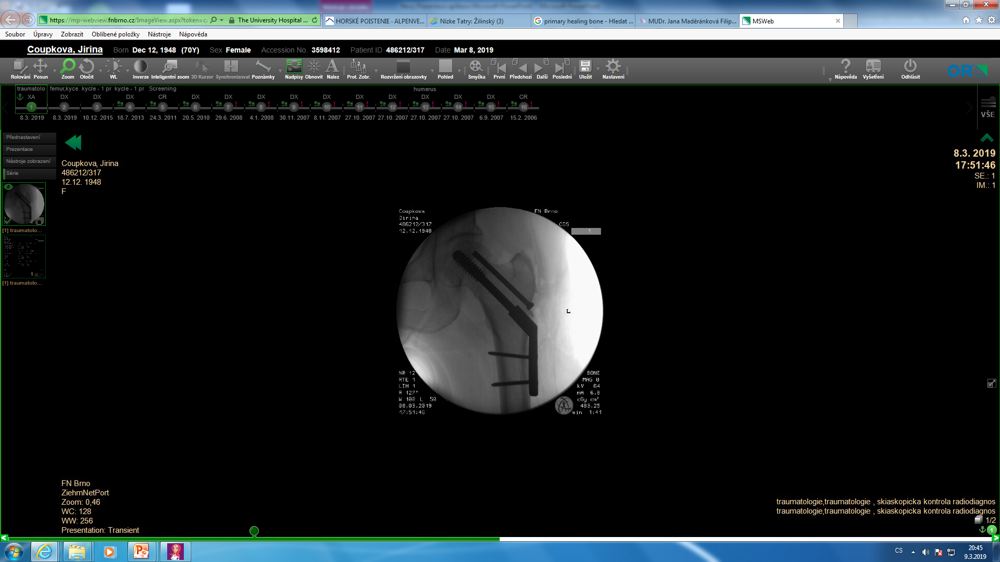 https://mp-webview.fnbrno.cz/ImageView.aspx?token=c
The University Hospital ...
HORSKÉ POISTENIE · ALPENVE...
Nízke Tatry: Žilinský (3)
primary healing bone - Hledat ...
MUDr. Jana Maděránková Filip...
MSWeb
Soubor Úpravy Zobrazit Oblíbené položky Nástroje Nápověda
Coupkova, Jirina Born Dec 12, 1948 (70Y) Sex Female Accession No. 3598412 Patient ID 486212/317 Date Mar 8, 2019
Rolování Posun Zoom Otočit WL Inverze Inteligentní zoom 3D Kurzor Synchronizovat Poznámky Nadpisy Obnovit Nalez Prot. Zobr. Rozvržení obrazovky Pohled Smyčka První Předchozí Další Poslední Uložit Nastavení Nápověda Vyšetření Odhlásit
traumatolo femur,kyce kycle - 1 pr kycle - 1 pr Screening humerus
XA DX DX DX CR DX DX DX DX DX DX DX DX DX DX CR
1 2 3 4 5 6 7 8 9 10 11 12 13 14 15 16
8.3. 2019 8.3. 2019 10.12. 2015 18.7. 2013 24.3. 2011 20.5. 2010 29.6. 2008 4.1. 2008 30.11. 2007 8.11. 2007 27.10. 2007 27.10. 2007 27.10. 2007 27.10. 2007 6.9. 2007 15.2. 2006
VŠE
Přednastavení
Prezentace
Nástroje zobrazení
Série
2
[1] traumatolo...
1
[1] traumatolo...
Coupkova, Jirina
486212/317
12.12. 1948
F
8.3. 2019
17:51:46
SE.: 1
IM.: 1
Coupkova
Jirina
486212/317
12.12.1948
FN Brno
COS
1
L
NR 12
RTE 1
LIH 1
R 127°
W 100 L 50
08.03.2019
17:51:46
BONE
MAG 0
kV 64
mA 6.8
cGy cm²
483.25
min 1:41
FN Brno
ZiehmNetPort
Zoom: 0,46
WC: 128
WW: 256
Presentation: Transient
traumatologie,traumatologie , skiaskopicka kontrola radiodiagnos
traumatologie,traumatologie , skiaskopicka kontrola radiodiagnos
1/2
1
CS
20:45
9.3.2019